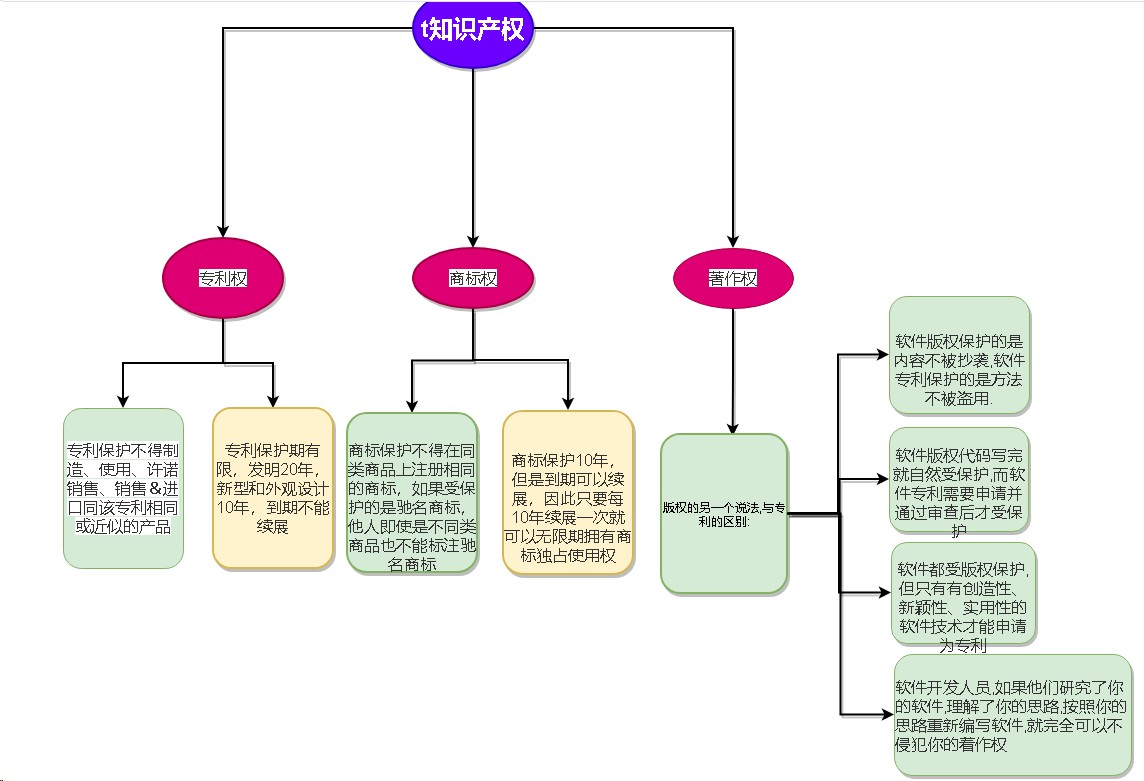 t知识产权
专利权
商标权
著作权
专利保护不得制
造、使用、许诺
销售、销售&进
口同该专利相同
或近似的产品
专利保护期有
限，发明20年，
新型和外观设计
10年，到期不能
续展
商标保护不得在同
类商品上注册相同
的商标，如果受保
护的是驰名商标，
他人即使是不同类
商品也不能标注驰
名商标
商标保护10年，
但是到期可以续
展，因此只要每
10年续展一次就
可以无限期拥有商
标独占使用权
版权的另一个说法,与专
利的区别:
软件版权保护的是
内容不被抄袭,软件
专利保护的是方法
不被盗用.
软件版权代码写完
就自然受保护,而软
件专利需要申请并
通过审查后才受保
护
软件都受版权保护,
但只有有创造性、
新颖性、实用性的
软件技术才能申请
为专利
软件开发人员,如果他们研究了你
的软件,理解了你的思路,按照你的
思路重新编写软件,就完全可以不
侵犯你的着作权